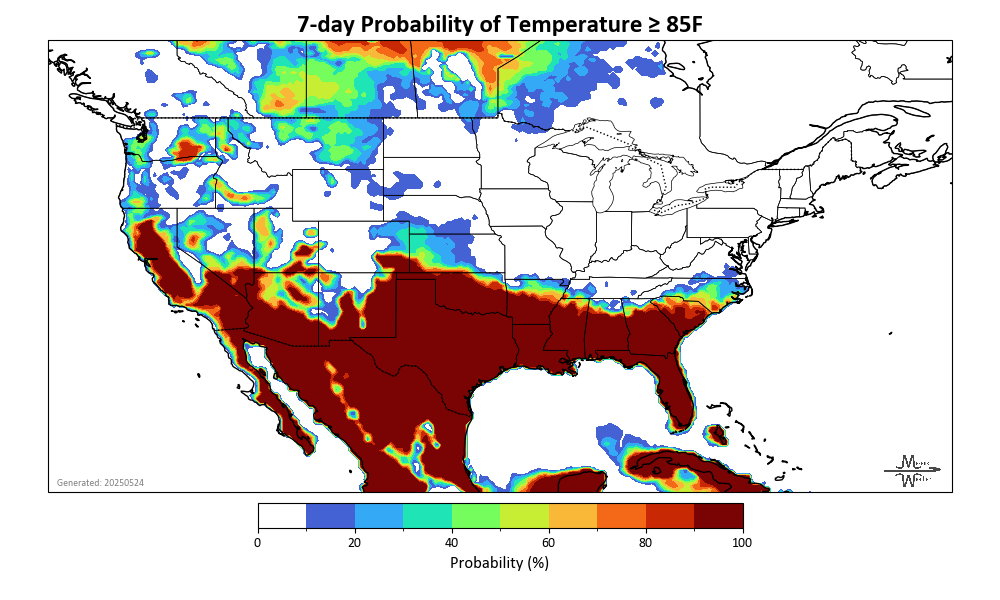 7-day Probability of Temperature ≥ 85F
Generated: 20250524
0 20 40 60 80 100
Probability (%)